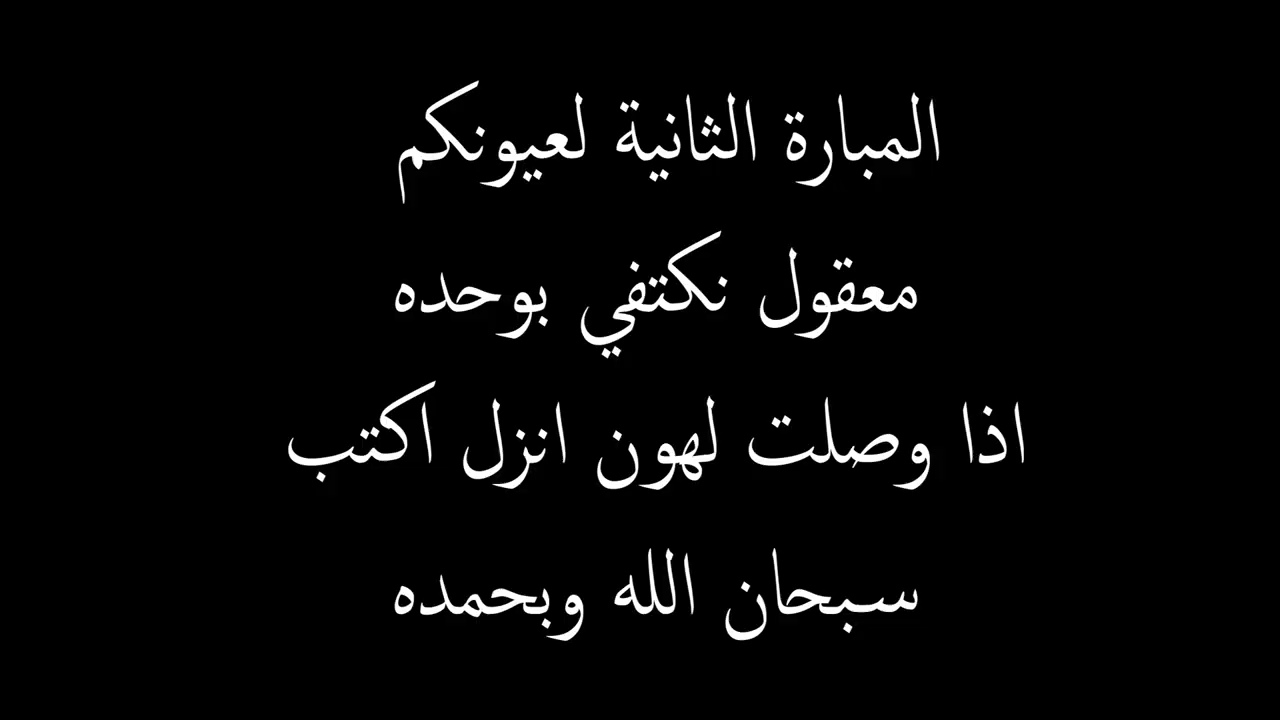 المبارة الثانية لعيونكم
معقول نكتفي بوحده
اذا وصلت لهون انزل اكتب
سبحان الله وبحمده